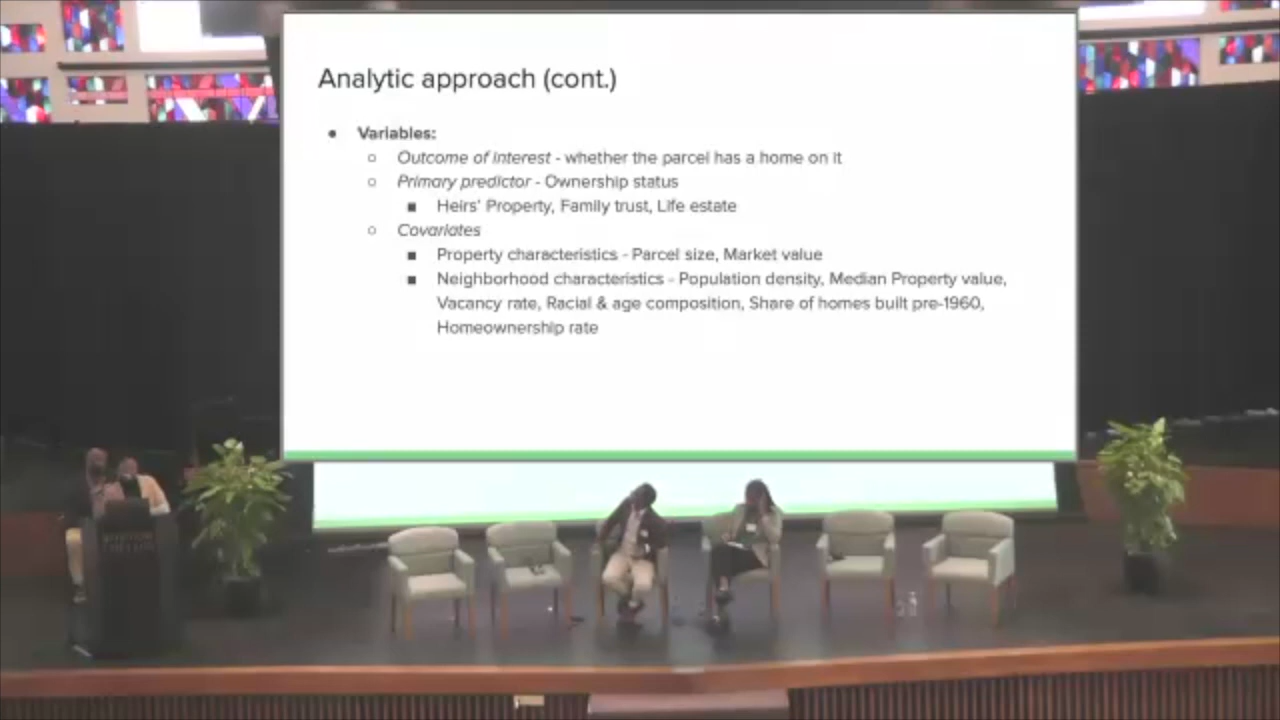 Analytic approach (cont.)
● Variables:
○ Outcome of interest - whether the parcel has a home on it
○ Primary predictor - Ownership status
■ Heirs' Property, Family trust, Life estate
○ Covariates
■ Property characteristics - Parcel size, Market value
■ Neighborhood characteristics - Population density, Median Property value,
Vacancy rate, Racial & age composition, Share of homes built pre-1960,
Homeownership rate